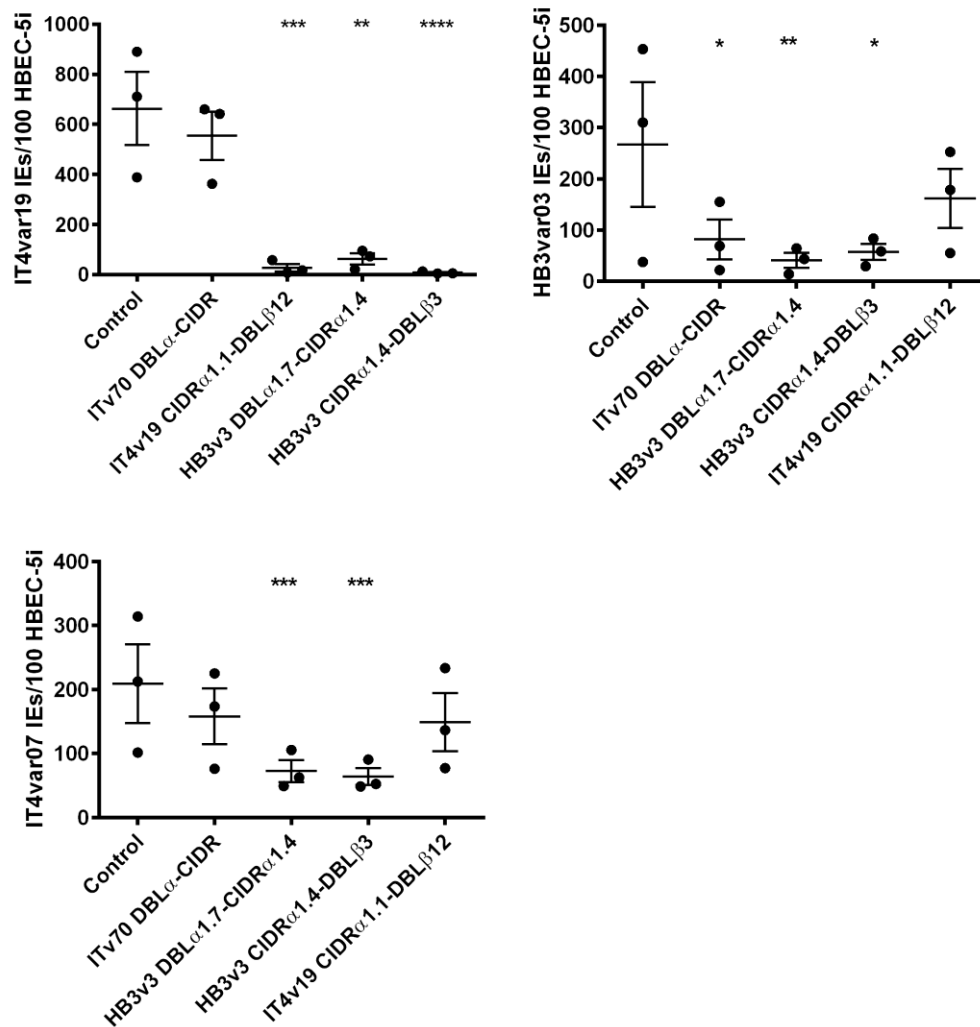 IT4var19 IEs/100 HBEC-5i
1000
800
600
400
200
0
***
**
****
Control
ITv70 DBLα-CIDR
IT4v19 CIDRα1.1-DBLβ12
HB3v3 DBLα1.7-CIDRα1.4
HB3v3 CIDRα1.4-DBLβ3
HB3var03 IEs/100 HBEC-5i
500
400
300
200
100
0
*
**
*
Control
ITv70 DBLα-CIDR
HB3v3 DBLα1.7-CIDRα1.4
HB3v3 CIDRα1.4-DBLβ3
IT4v19 CIDRα1.1-DBLβ12
IT4var07 IEs/100 HBEC-5i
400
300
200
100
0
***
***
Control
ITv70 DBLα-CIDR
HB3v3 DBLα1.7-CIDRα1.4
HB3v3 CIDRα1.4-DBLβ3
IT4v19 CIDRα1.1-DBLβ12